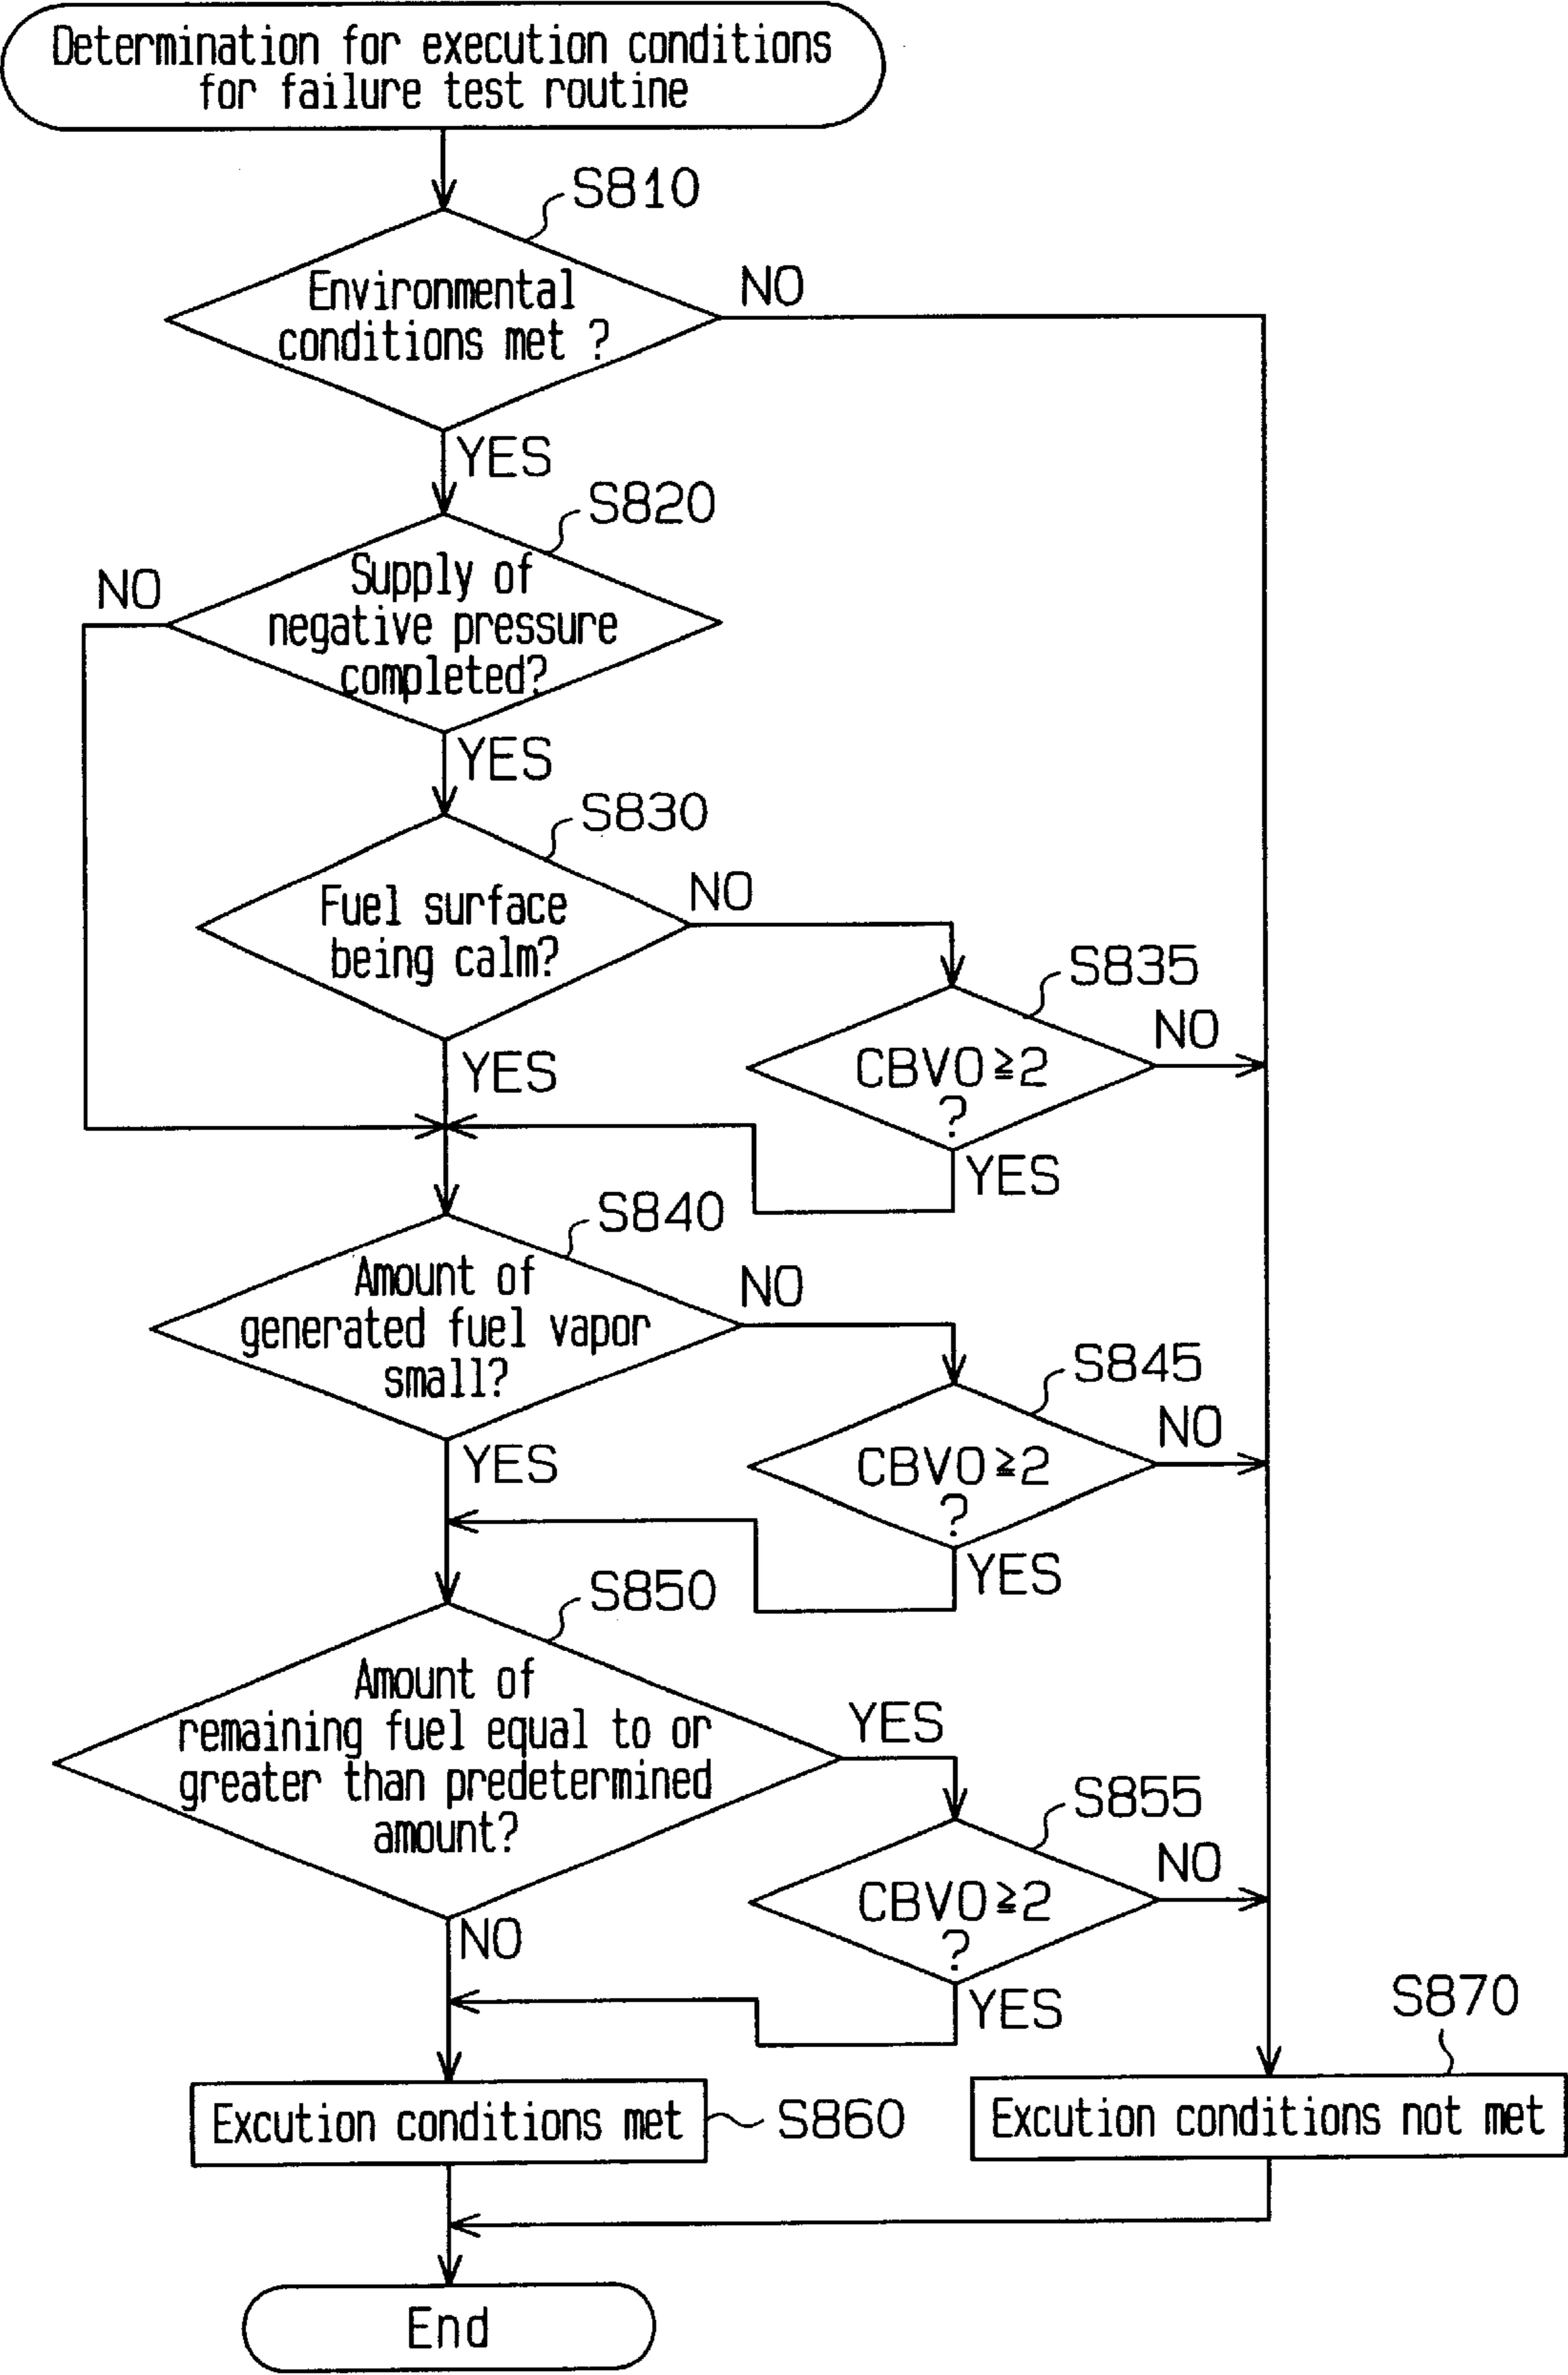 Determination for execution conditions
for failure test routine
S810
Environmental
conditions met ?
NO
YES
S820
NO
Supply of
negative pressure
completed?
YES
S830
Fuel surface
being calm?
NO
S835
CBVO≧2
?
NO
YES
YES
S840
Amount of
generated fuel vapor
small?
NO
S845
CBVO≧2
?
NO
YES
YES
S850
Amount of
remaining fuel equal to or
greater than predetermined
amount?
YES
S855
CBVO≧2
?
NO
YES
NO
S870
Excution conditions met
S860
Excution conditions not met
End